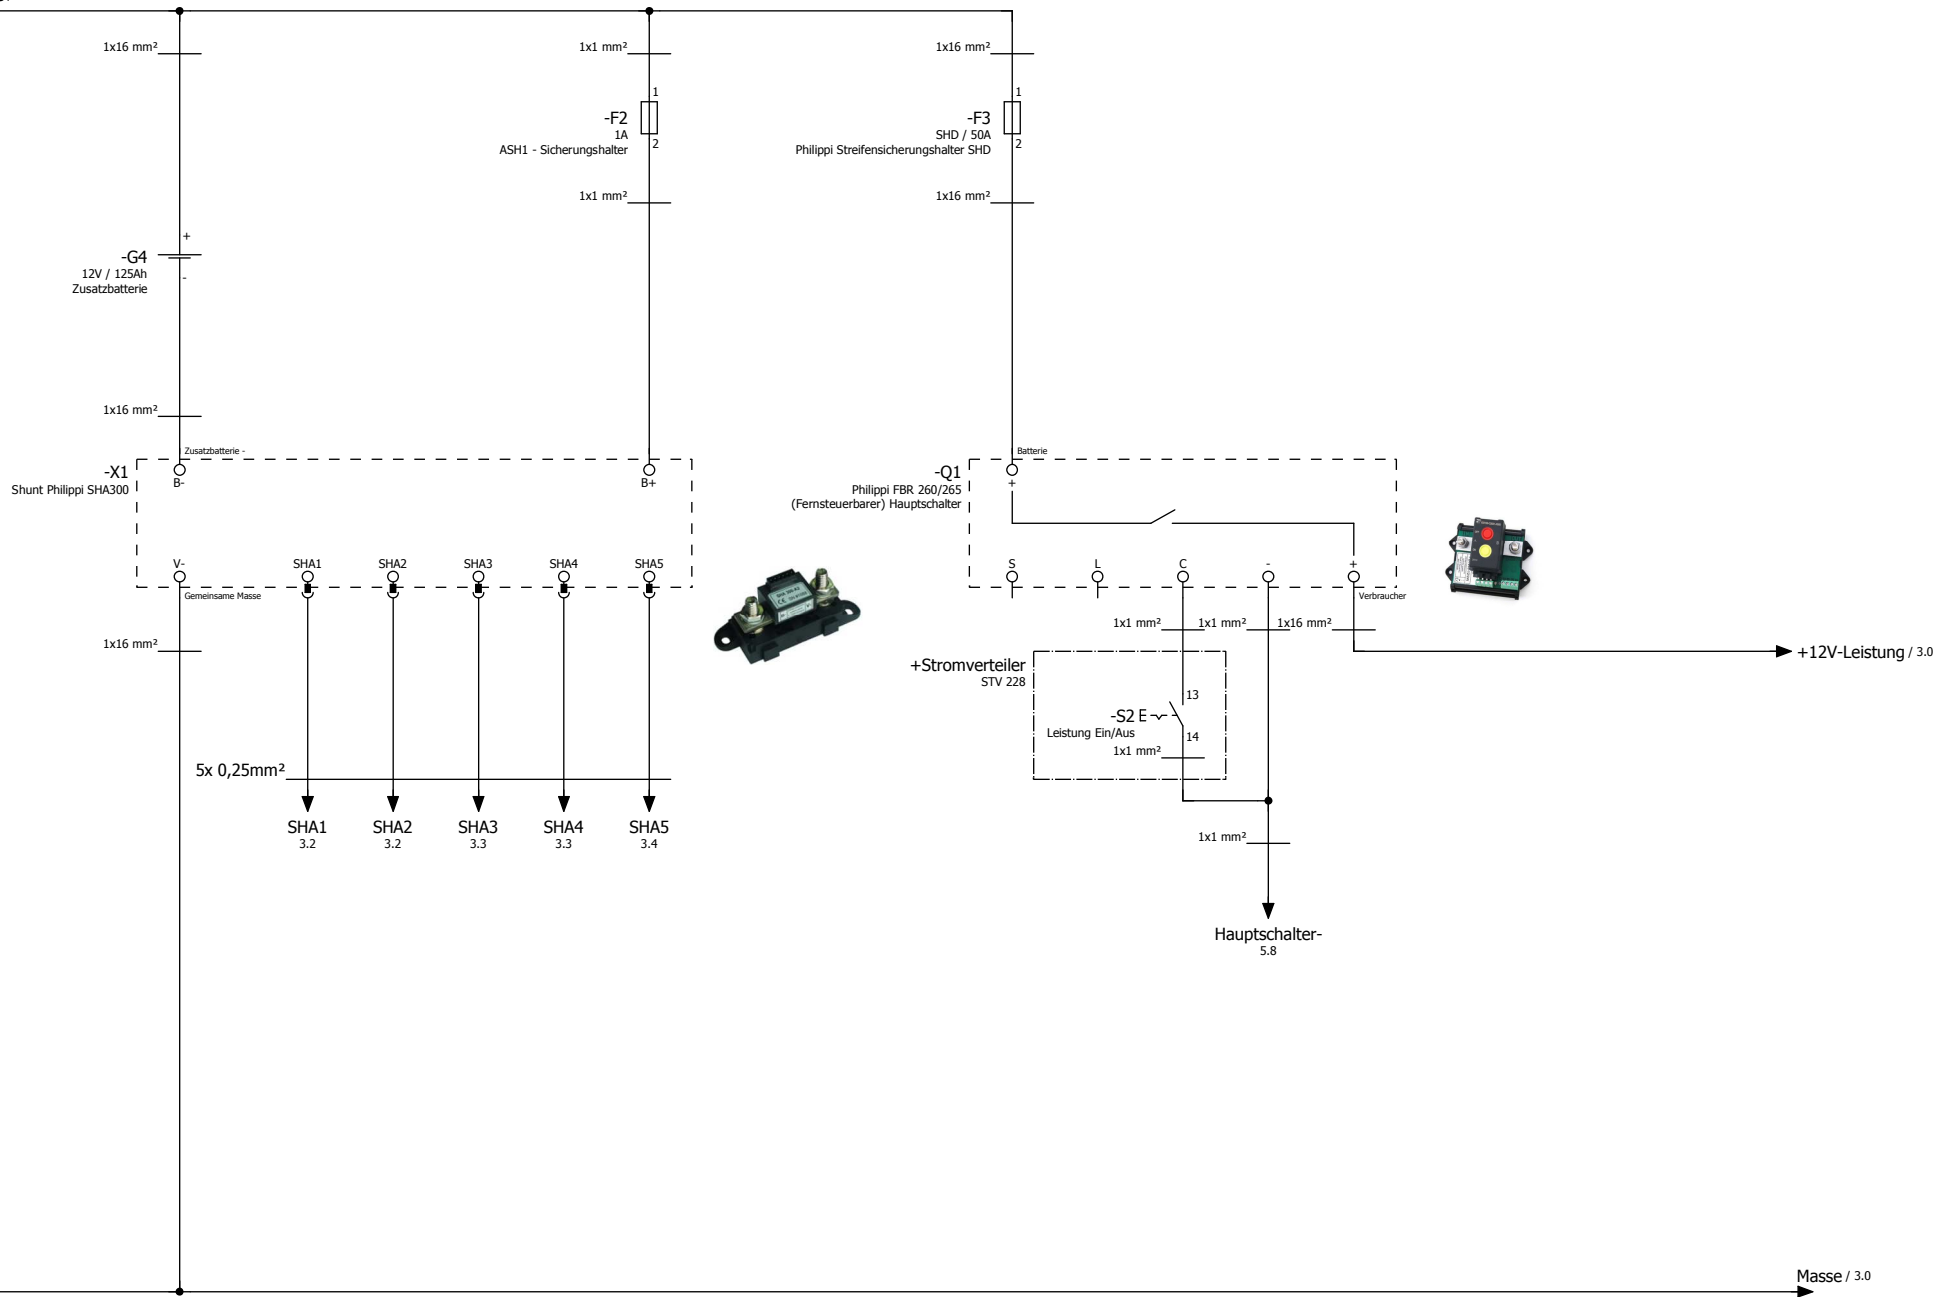 1x16 mm²
1x1 mm²
1x16 mm²
1
-F2
1A
2
ASH1 - Sicherungshalter
1
-F3
SHD / 50A
2
Philippi Streifensicherungshalter SHD
1x1 mm²
1x16 mm²
+
-G4
12V / 125Ah
-
Zusatzbatterie
1x16 mm²
Zusatzbatterie -
-X1
Shunt Philippi SHA300
B-
B+
Batterie
-Q1
+
Philippi FBR 260/265
(Fernsteuerbarer) Hauptschalter
V-
SHA1
SHA2
SHA3
SHA4
SHA5
S
L
C
-
+
Gemeinsame Masse
Verbraucher
1x16 mm²
1x1 mm²
1x1 mm²
1x16 mm²
+12V-Leistung / 3.0
+Stromverteiler
STV 228
13
-S2
E
Leistung Ein/Aus
14
1x1 mm²
5x 0,25mm²
SHA1
3.2
SHA2
3.2
SHA3
3.3
SHA4
3.3
SHA5
3.4
1x1 mm²
Hauptschalter-
5.8
Masse / 3.0